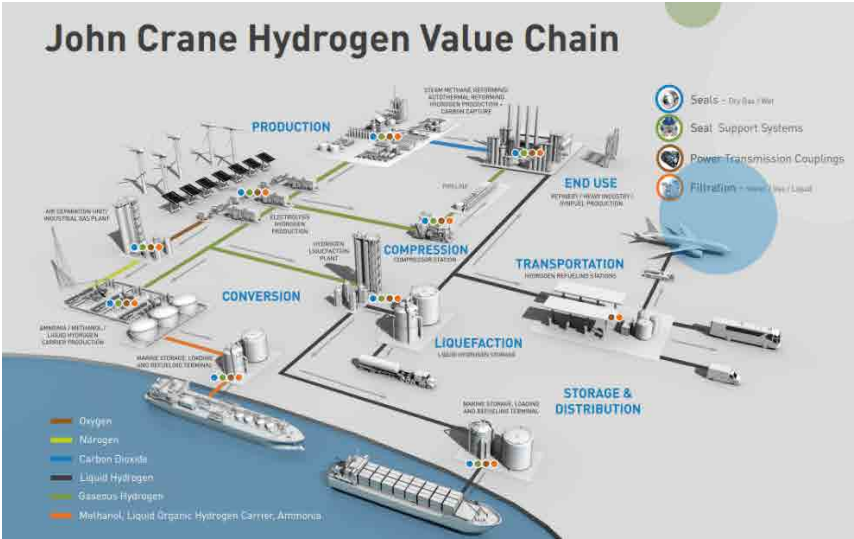 John Crane Hydrogen Value Chain
STEAM METHANE REFORMING/
AUTOTHERMAL REFORMING
HYDROGEN PRODUCTION +
CARBON CAPTURE
Seals - Dry Gas / Wet
Seal Support Systems
Power Transmission Couplings
Filtration - / Gas / Liquid
PRODUCTION
PIPELINE
END USE
REFINERY / HEAVY INDUSTRY /
SYNFUEL PRODUCTION
AIR SEPARATION UNIT/
INDUSTRIAL GAS PLANT
ELECTROLYSIS
HYDROGEN
PRODUCTION
HYDROGEN
LIQUEFACTION
PLANT
COMPRESSION
COMPRESSOR STATION
TRANSPORTATION
HYDROGEN REFUELING STATIONS
CONVERSION
AMMONIA / METHANOL /
LIQUID HYDROGEN
CARRIER PRODUCTION
LIQUEFACTION
LIQUID HYDROGEN STORAGE
MARINE STORAGE, LOADING
AND REFUELING TERMINAL
STORAGE &
DISTRIBUTION
MARINE STORAGE, LOADING
AND REFUELING TERMINAL
Oxygen
Nitrogen
Carbon Dioxide
Liquid Hydrogen
Gaseous Hydrogen
Methanol, Liquid Organic Hydrogen Carrier, Ammonia